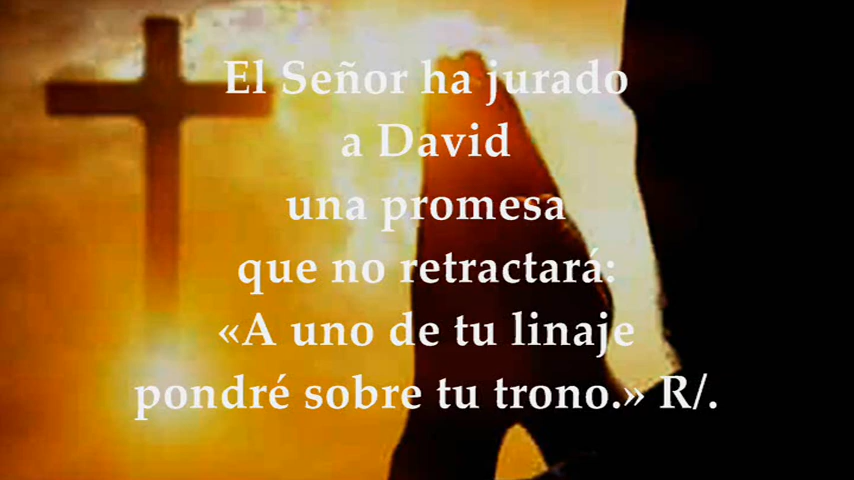 El Señor ha jurado
a David
una promesa
que no retractará:
«A uno de tu linaje
pondré sobre tu trono.» R/.